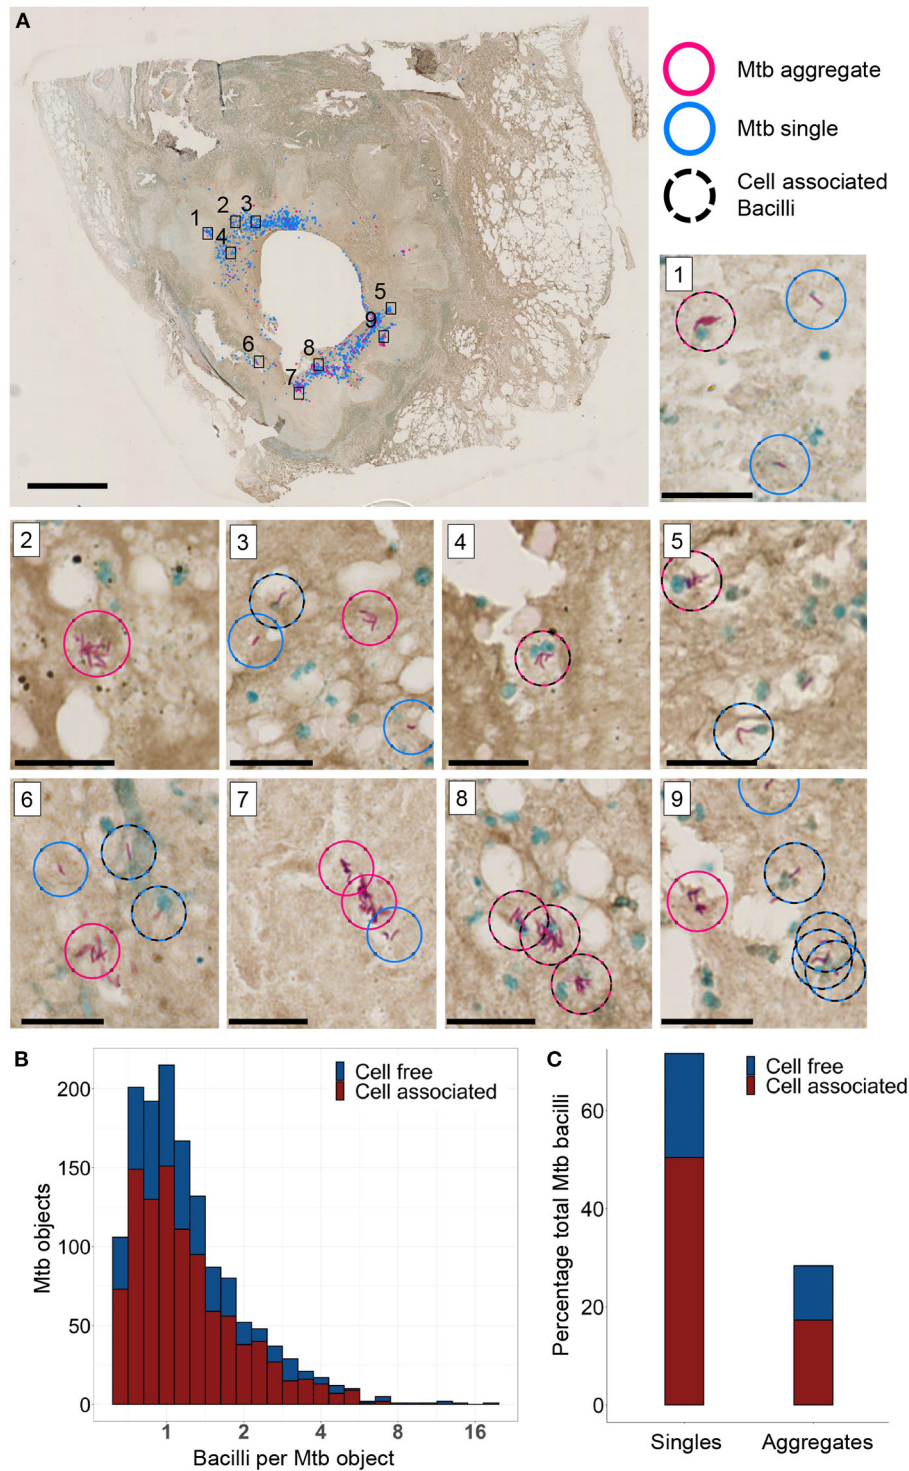 A
Mtb aggregate
Mtb single
Cell associated
Bacilli
1
2
3
4
5
6
7
8
9
1
2
3
4
5
6
7
8
9
B
Cell free
Cell associated
200
150
100
50
0
Mtb objects
1
2
4
8
16
Bacilli per Mtb object
C
Cell free
Cell associated
60
40
20
0
Percentage total Mtb bacilli
Singles
Aggregates